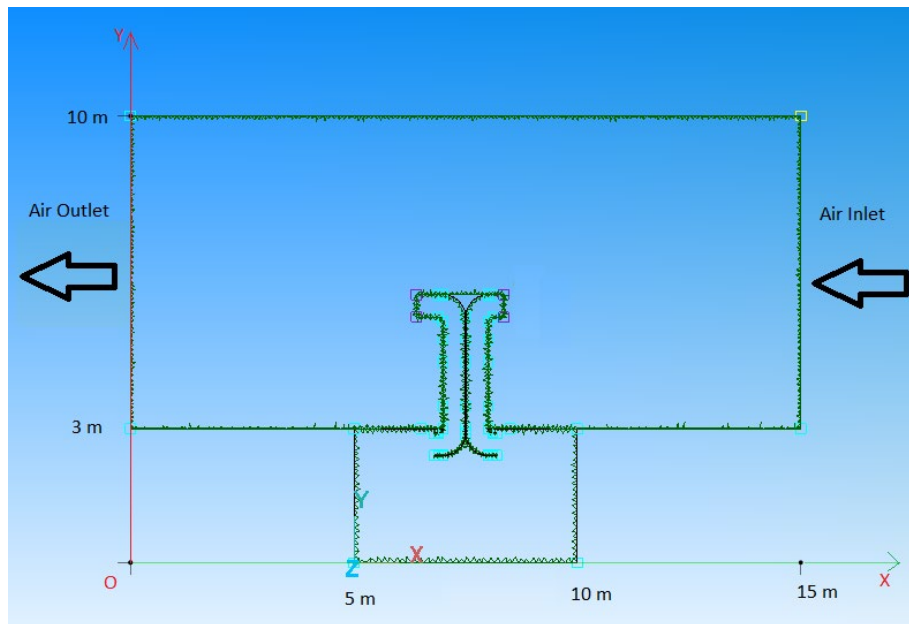 Y
10 m
Air Outlet
Air Inlet
3 m
Y
X
Z
O
X
5 m
10 m
15 m